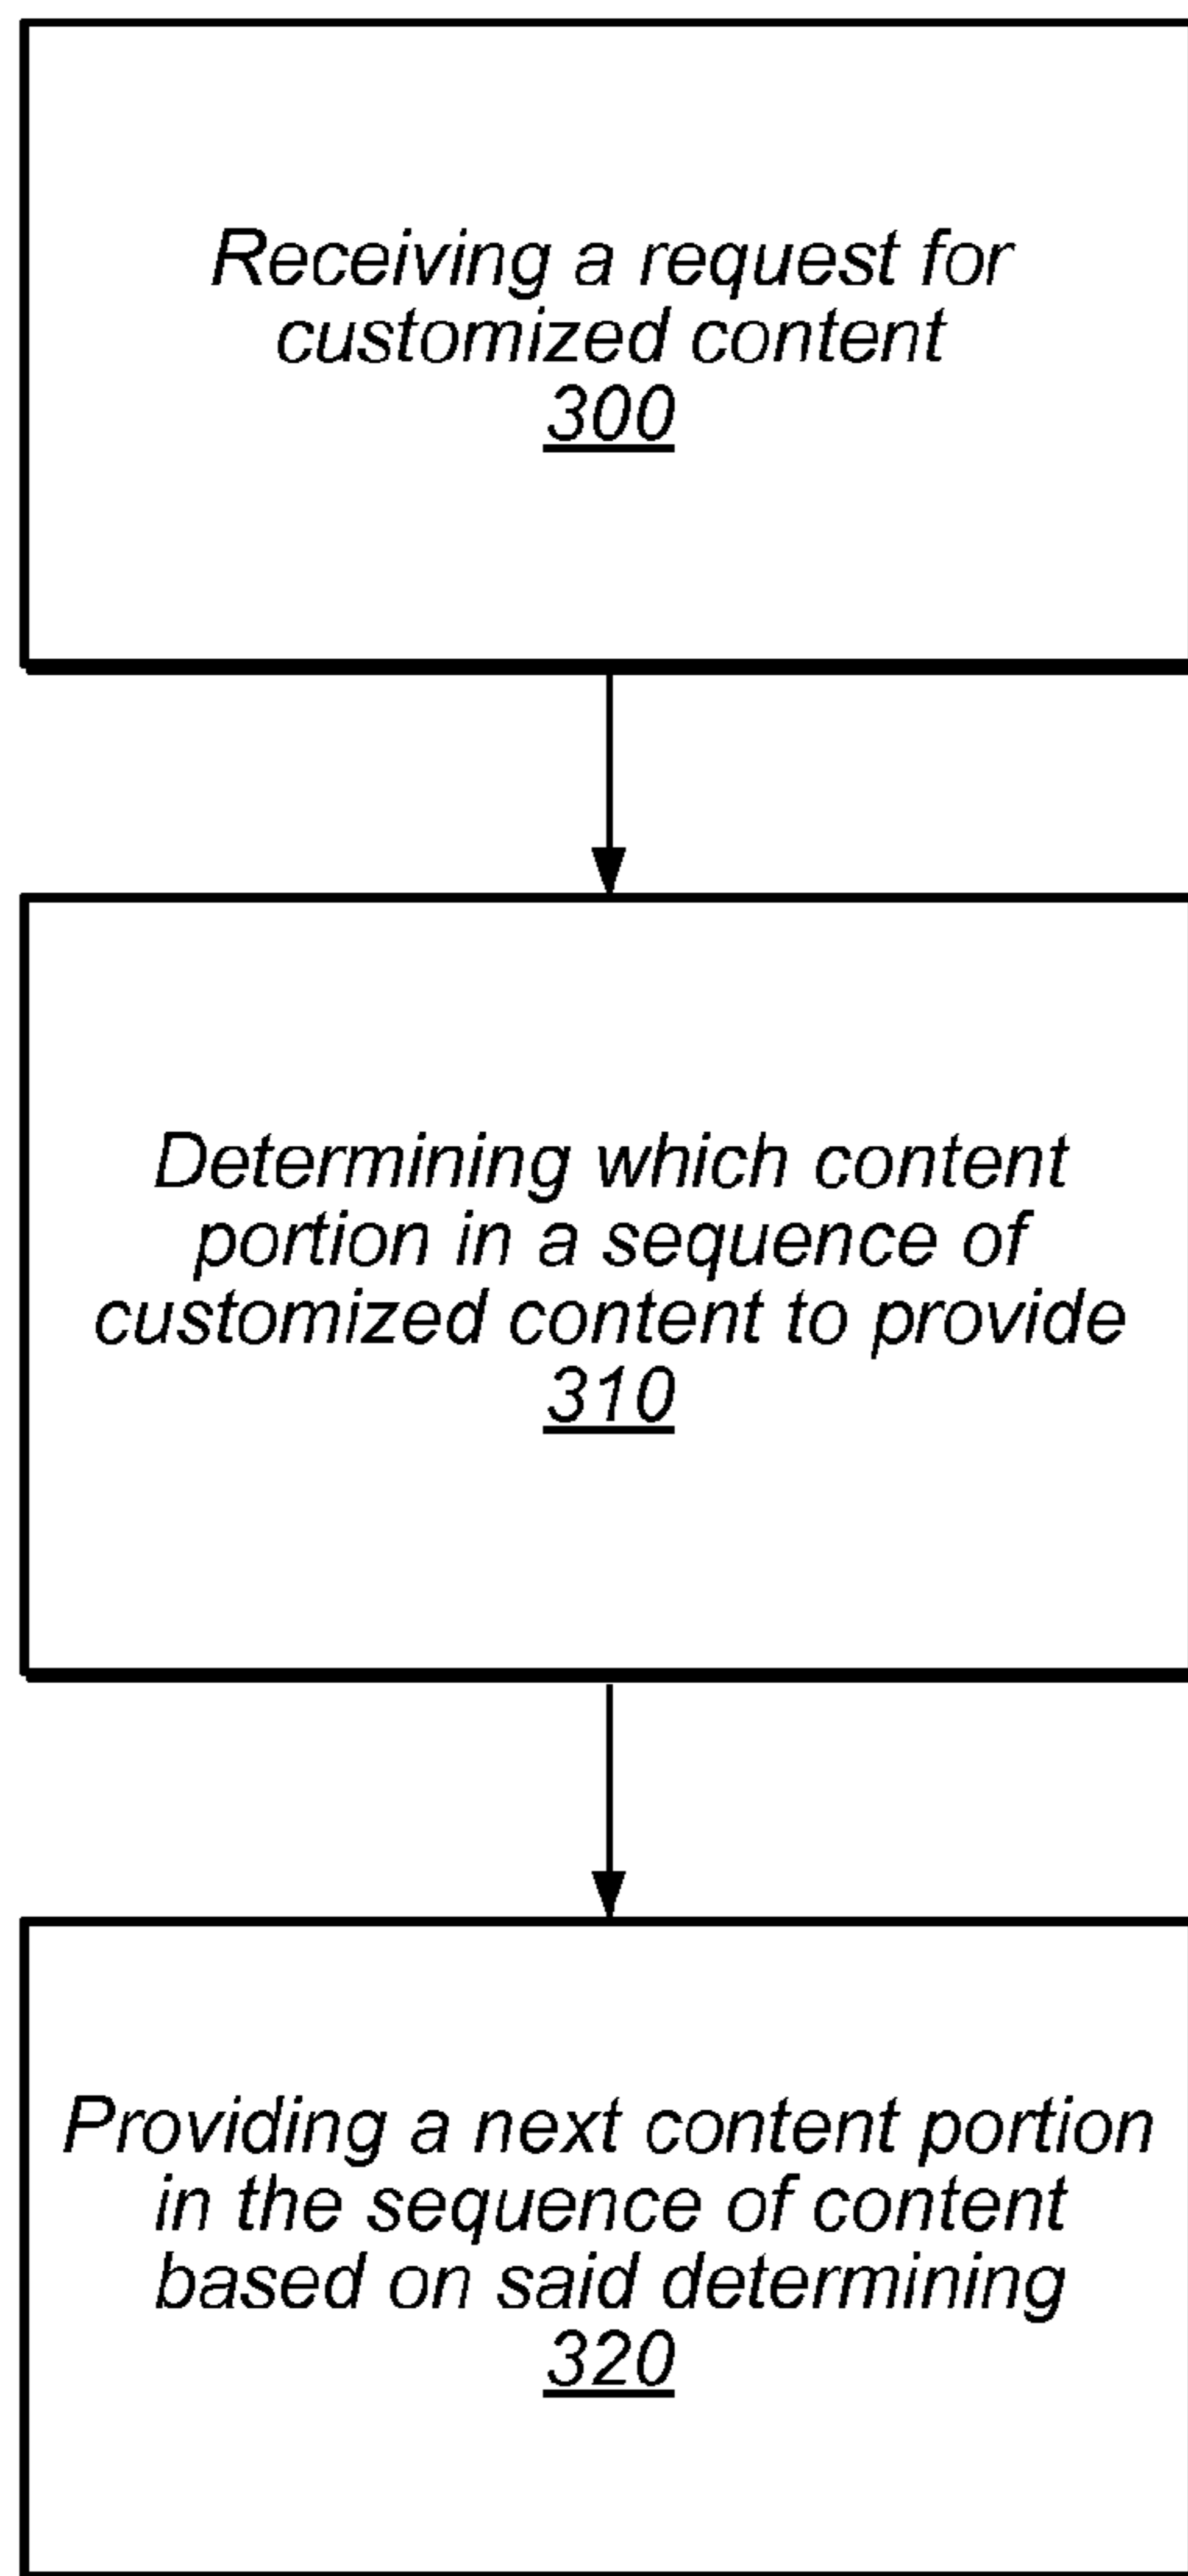 Receiving a request for
customized content
300
Determining which content
portion in a sequence of
customized content to provide
310
Providing a next content portion
in the sequence of content
based on said determining
320